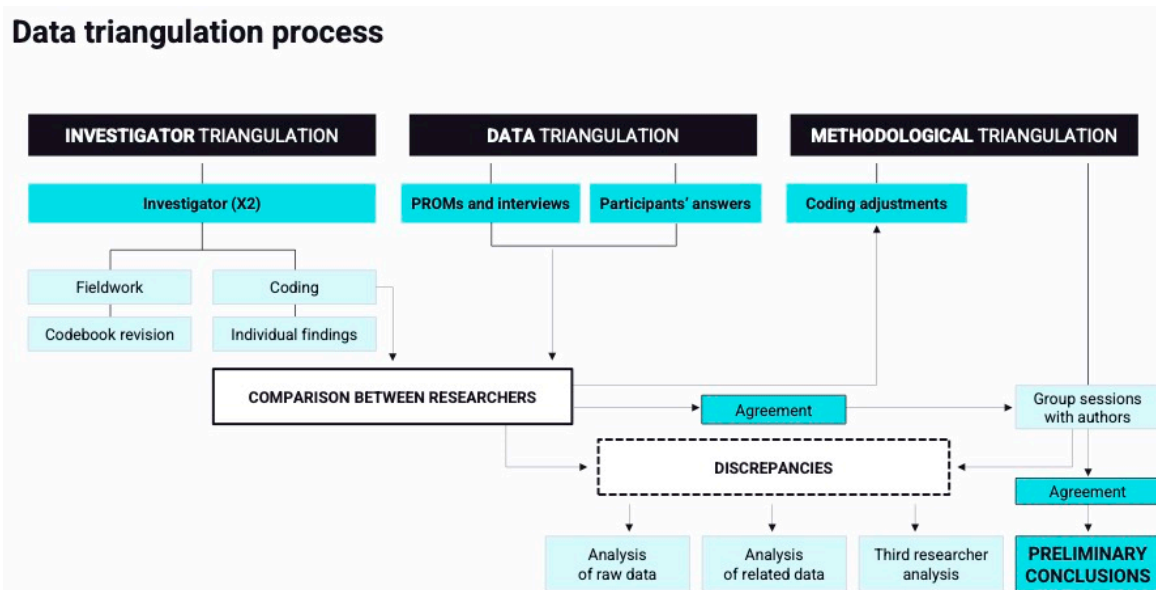 Data triangulation process
INVESTIGATOR TRIANGULATION
DATA TRIANGULATION
METHODOLOGICAL TRIANGULATION
Investigator (X2)
PROMs and interviews
Participants’ answers
Coding adjustments
Fieldwork
Coding
Codebook revision
Individual findings
COMPARISON BETWEEN RESEARCHERS
Agreement
Group sessions
with authors
DISCREPANCIES
Agreement
Analysis
of raw data
Analysis
of related data
Third researcher
analysis
PRELIMINARY
CONCLUSIONS